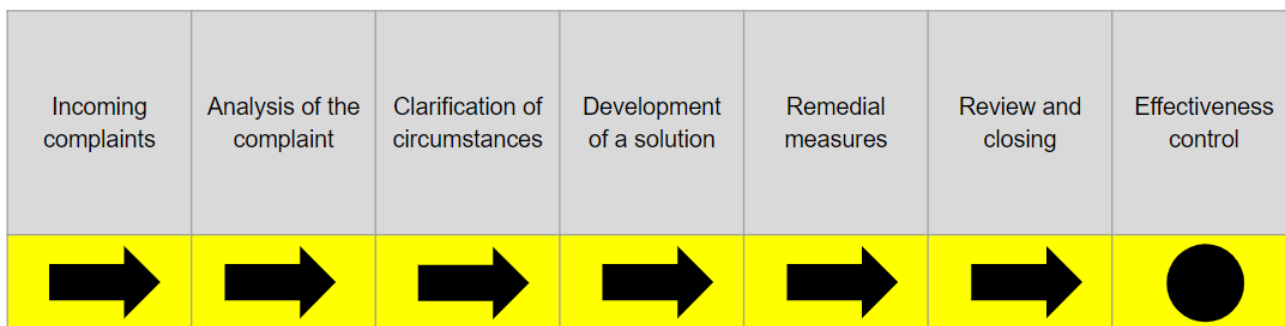 Incoming
complaints
Analysis of the
complaint
Clarification of
circumstances
Development
of a solution
Remedial
measures
Review and
closing
Effectiveness
control